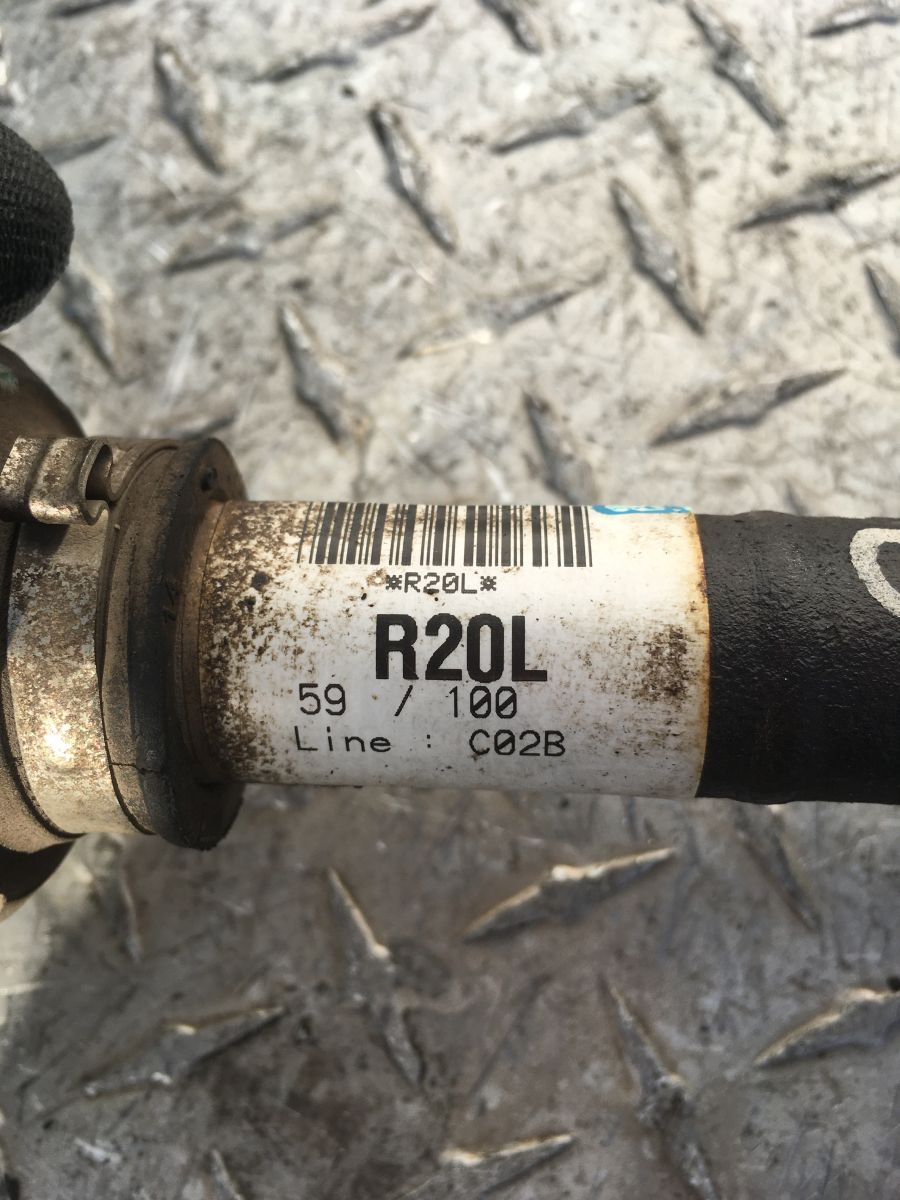 *R20L*
R20L
59 / 100
Line : C02B